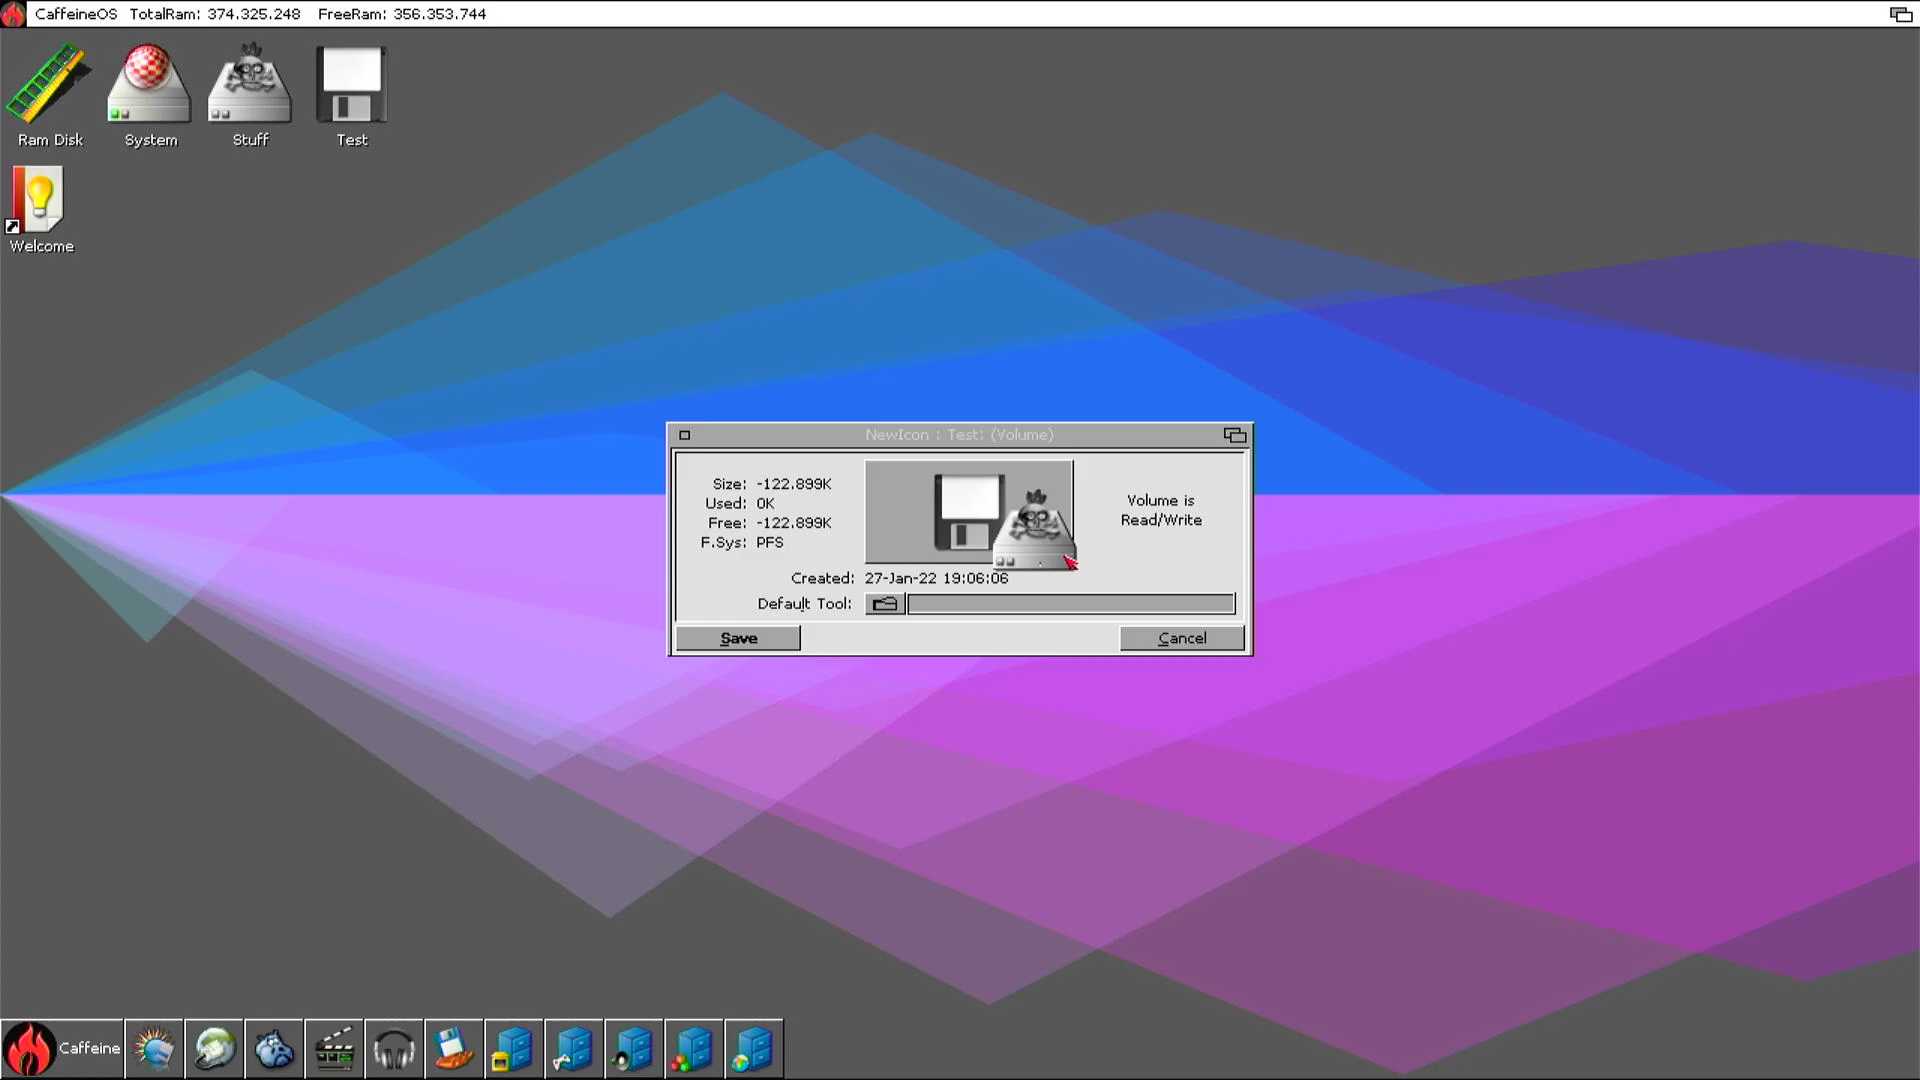 CaffeineOS TotalRam: 374.325.248 FreeRam: 356.353.744
Ram Disk
System
Stuff
Test
Welcome
NewIcon : Test: (Volume)
Size: -122.899K
Used: 0K
Free: -122.899K
F.Sys: PFS
Volume is
Read/Write
Created: 27-Jan-22 19:06:06
Default Tool:
Save
Cancel
Caffeine